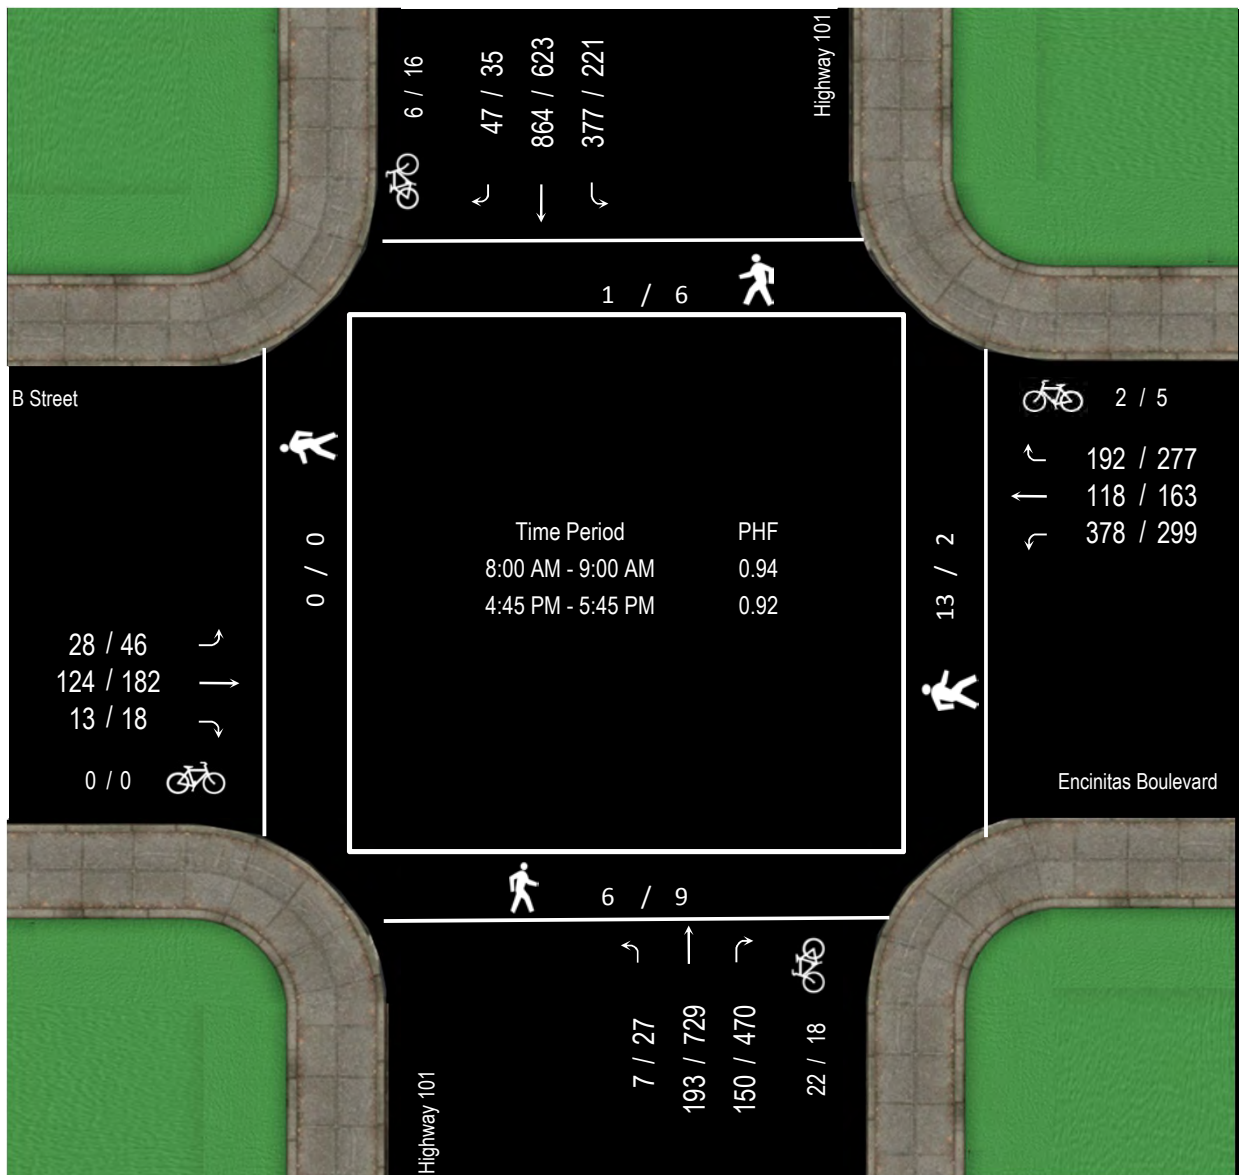 Highway 101
6 / 16
47 / 35
864 / 623
377 / 221
1 / 6
B Street
2 / 5
192 / 277
118 / 163
378 / 299
0 / 0
Time Period PHF
8:00 AM - 9:00 AM 0.94
4:45 PM - 5:45 PM 0.92
13 / 2
28 / 46
124 / 182
13 / 18
0 / 0
Encinitas Boulevard
6 / 9
7 / 27
193 / 729
150 / 470
22 / 18
Highway 101